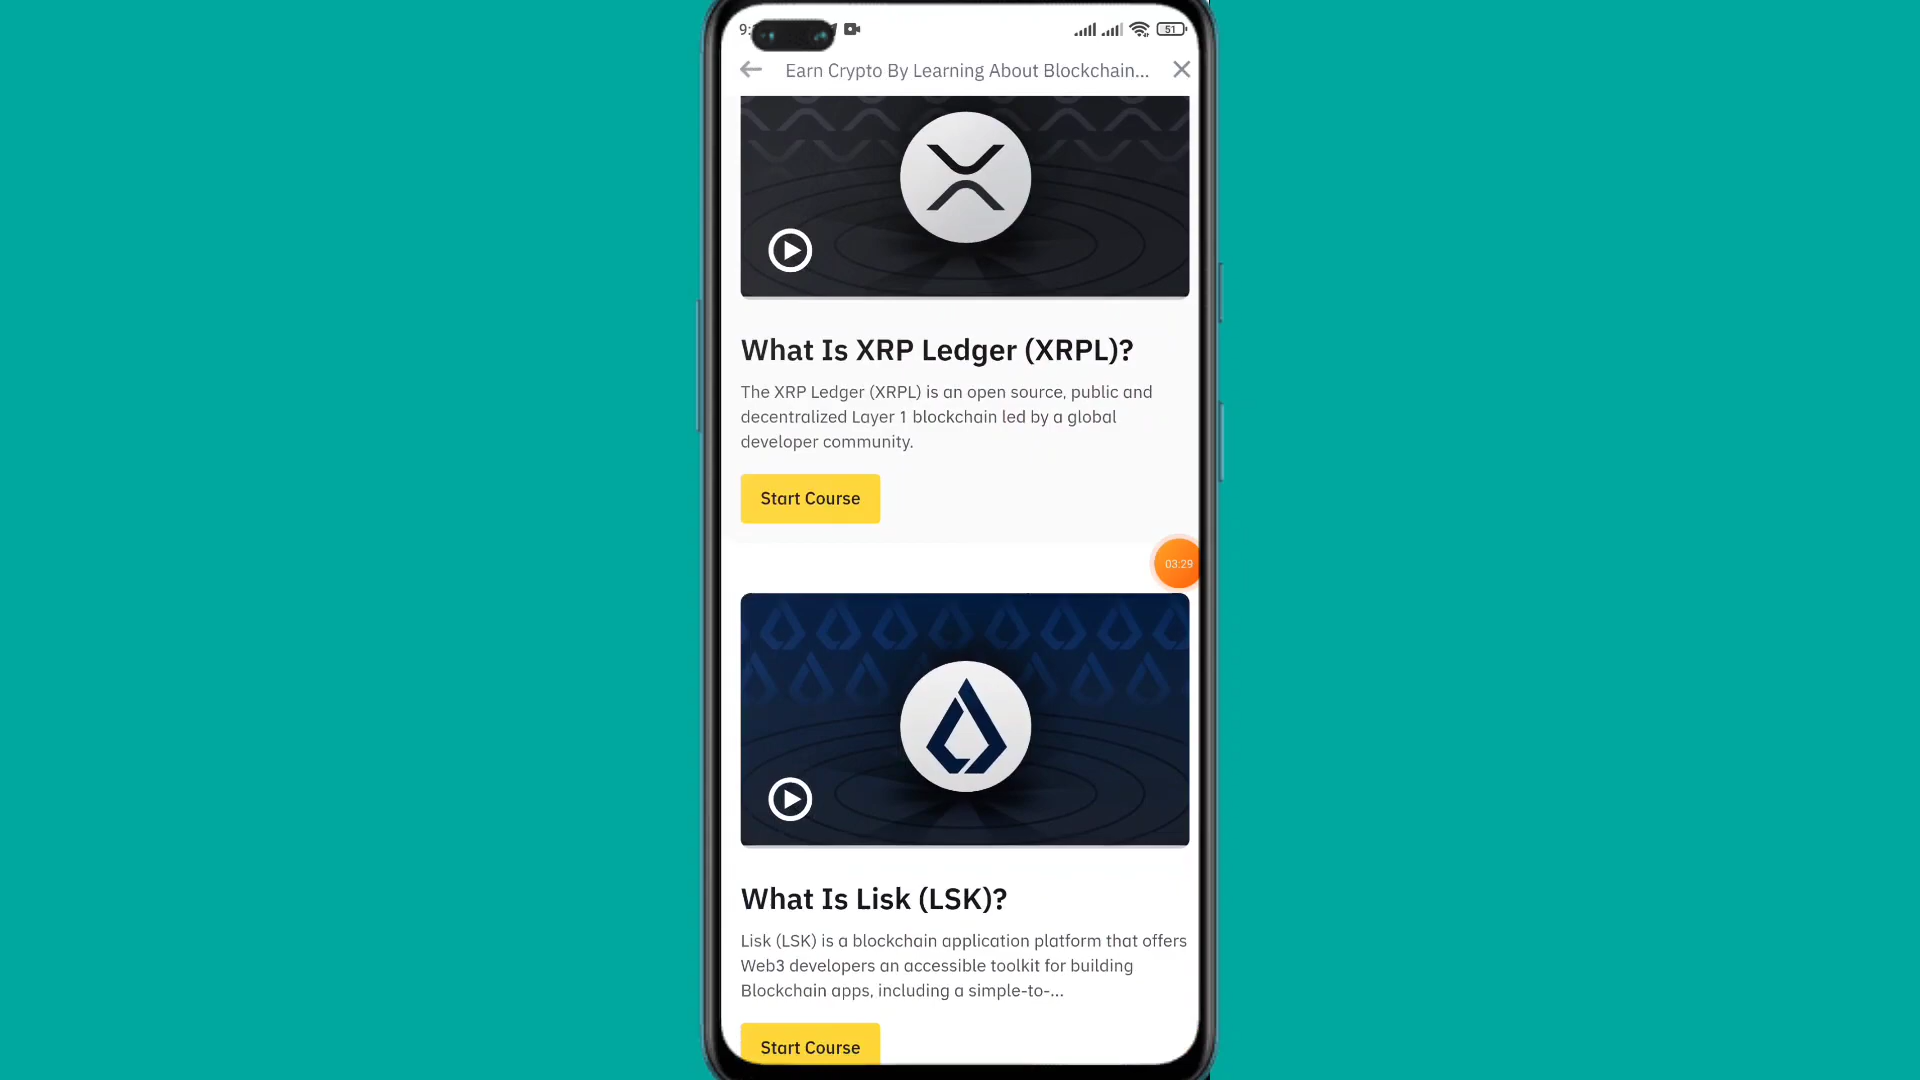 9:
51
Earn Crypto By Learning About Blockchain...
What Is XRP Ledger (XRPL)?
The XRP Ledger (XRPL) is an open source, public and
decentralized Layer 1 blockchain led by a global
developer community.
Start Course
03:29
What Is Lisk (LSK)?
Lisk (LSK) is a blockchain application platform that offers
Web3 developers an accessible toolkit for building
Blockchain apps, including a simple-to-...
Start Course